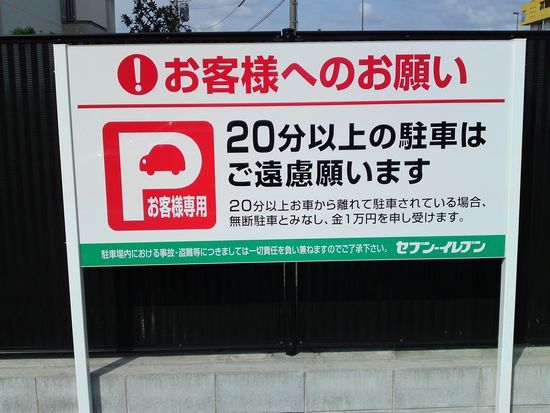 ! お客様へのお願い
P お客様専用
20分以上の駐車は
ご遠慮願います
20分以上お車から離れて駐車されている場合、
無断駐車とみなし、金1万円を申し受けます。
駐車場内における事故・盗難等につきましては一切責任を負い兼ねますのでご了承下さい。 セブン-イレブン